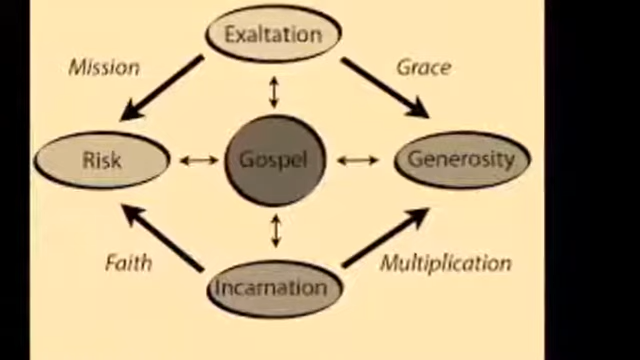 Exaltation
Mission
Grace
Risk
Gospel
Generosity
Faith
Multiplication
Incarnation